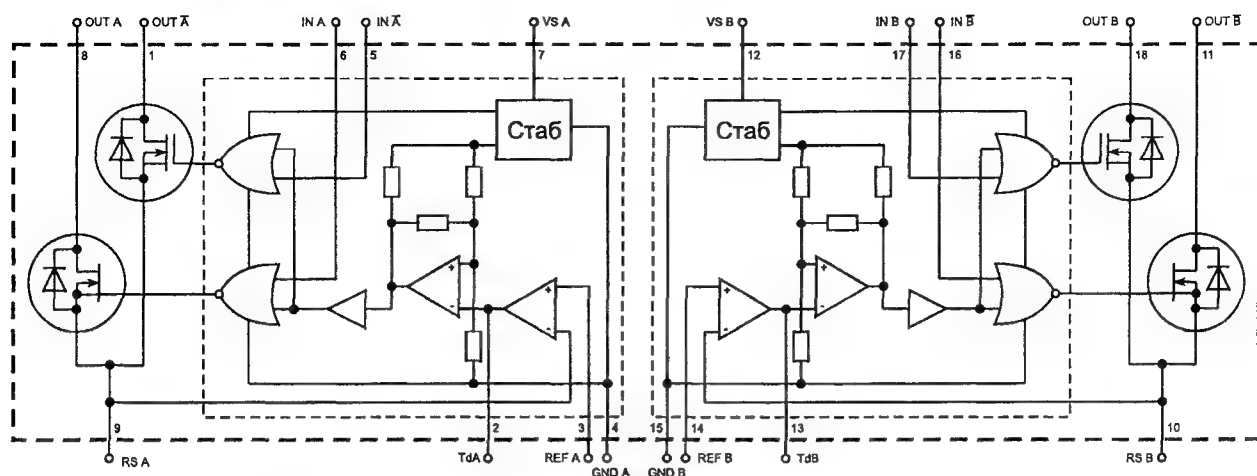 OUT A OUT A̅ IN A IN A̅ VS A VS B IN B IN B̅ OUT B OUT B̅
8 1 6 5 7 12 17 16 18 11
Стаб Стаб
+ + + +
- - - -
9 2 3 4 15 14 13 10
RS A TdA REF A GND A GND B REF B TdB RS B